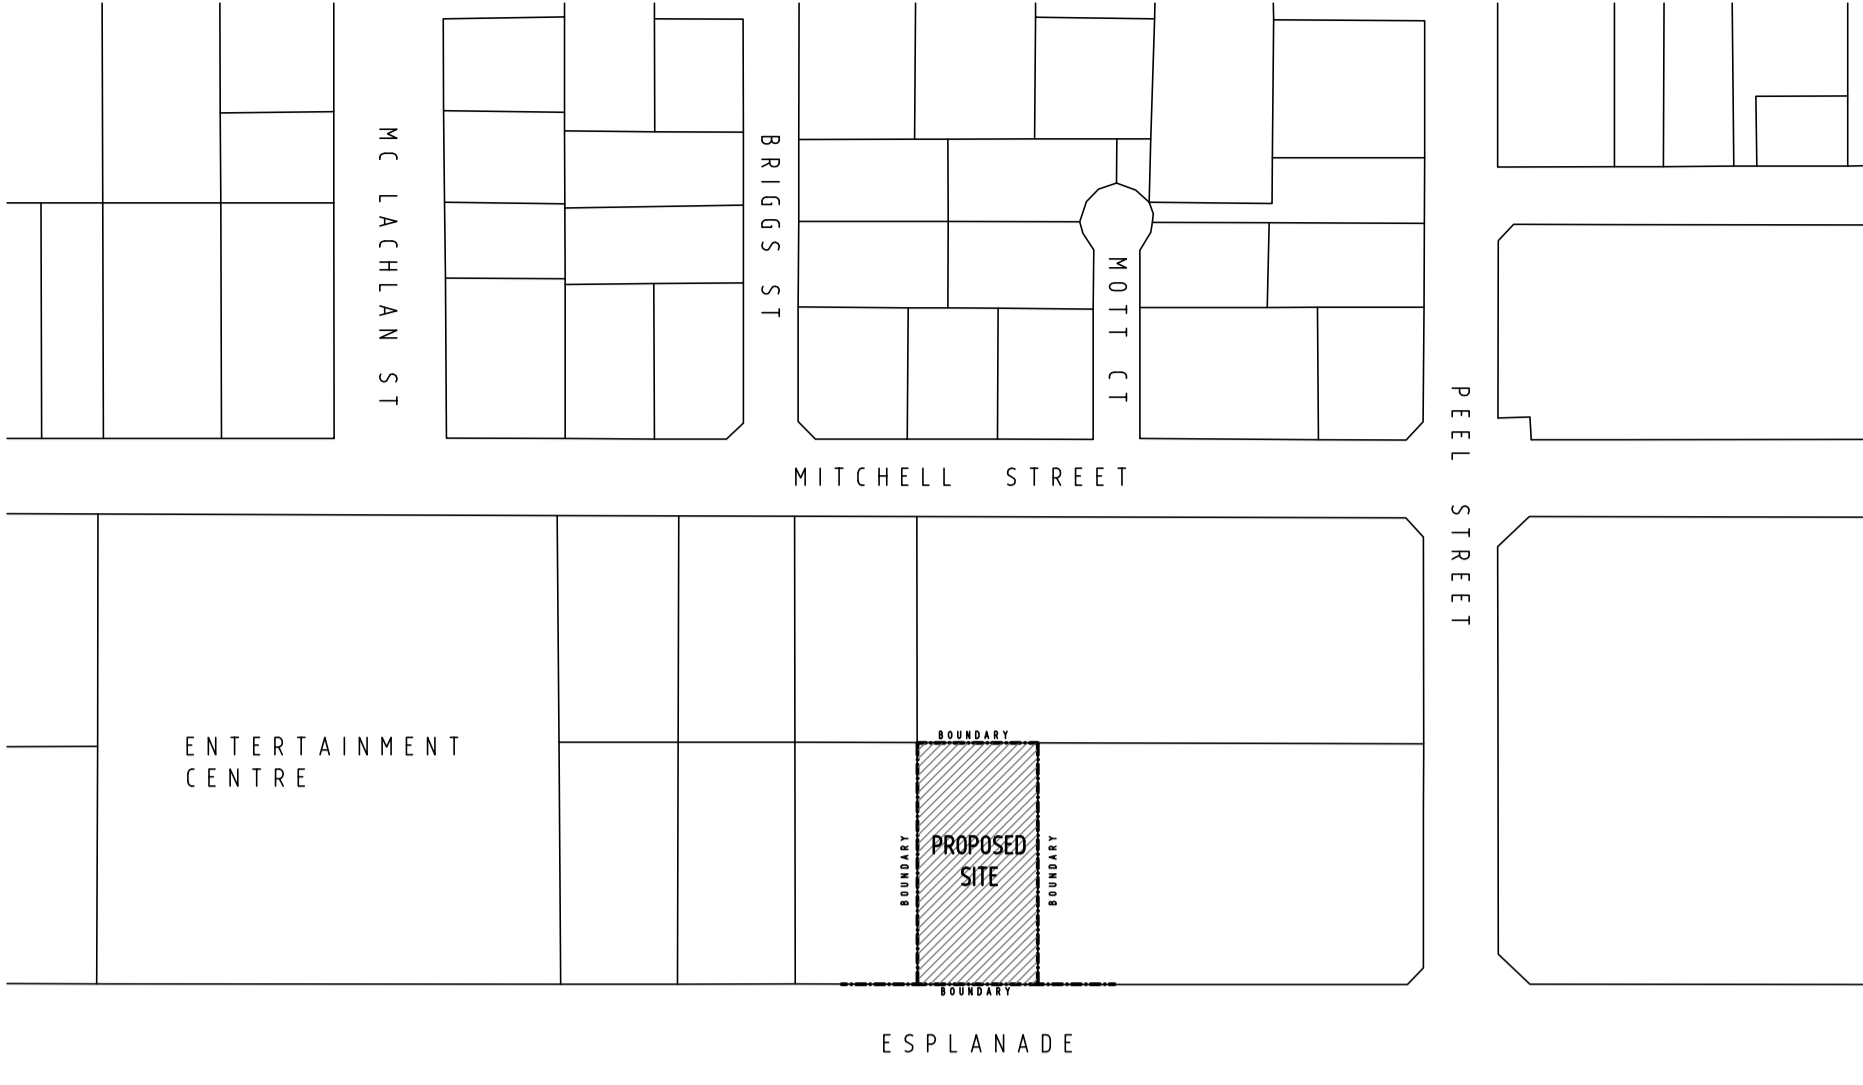 MC LACHLAN ST
BRIGGS ST
MOTT CT
PEEL STREET
MITCHELL STREET
ENTERTAINMENT
CENTRE
BOUNDARY
BOUNDARY
PROPOSED
SITE
BOUNDARY
BOUNDARY
ESPLANADE